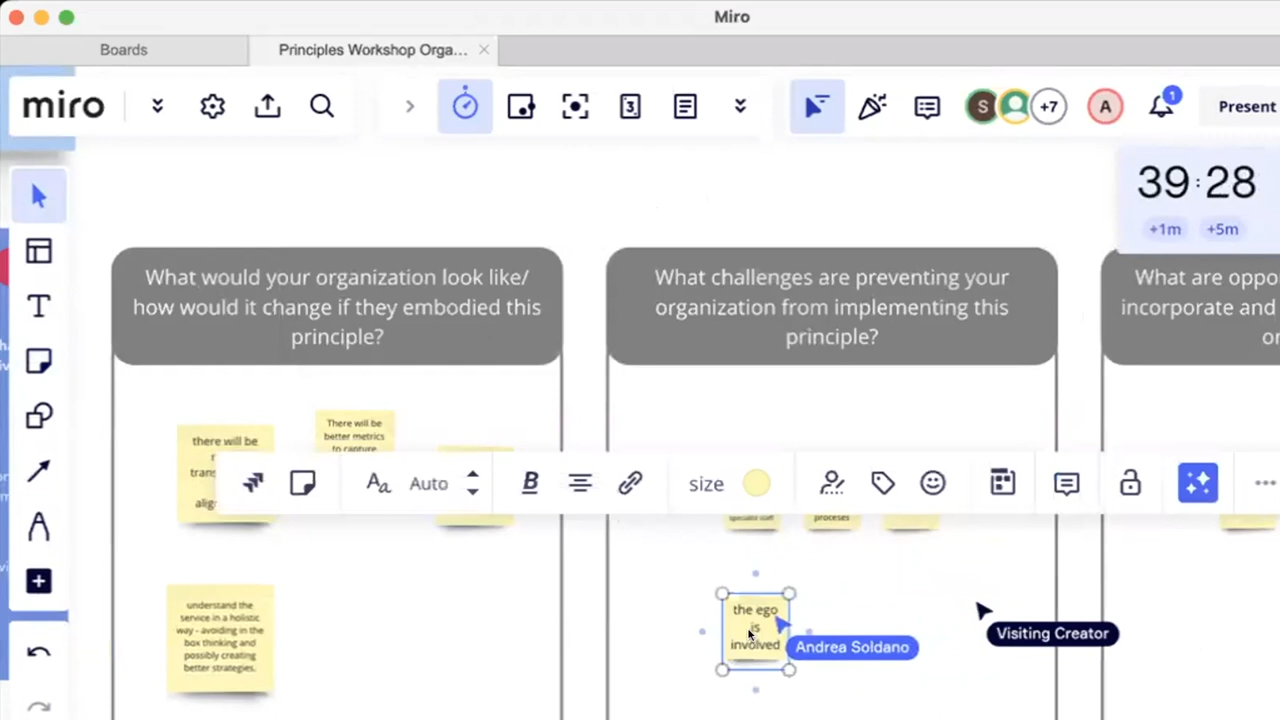 Miro
Boards
Principles Workshop Orga...
miro
3
S
+7
A
1
Present
39:28
+1m
+5m
What would your organization look like/
how would it change if they embodied this
principle?
What challenges are preventing your
organization from implementing this
principle?
What are oppo
incorporate and
there will be
There will be
better metrics
to capture
Auto
B
size
specialist staff
proceses
understand the
service in a holistic
way - avoiding in the
box thinking and
possibly creating
better strategies.
the ego
is
involved
Andrea Soldano
Visiting Creator